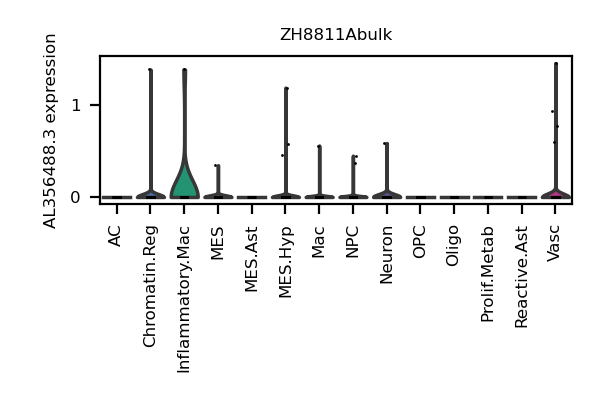 ZH8811Abulk
AL356488.3 expression
1
0
AC
Chromatin.Reg
Inflammatory.Mac
MES
MES.Ast
MES.Hyp
Mac
NPC
Neuron
OPC
Oligo
Prolif.Metab
Reactive.Ast
Vasc